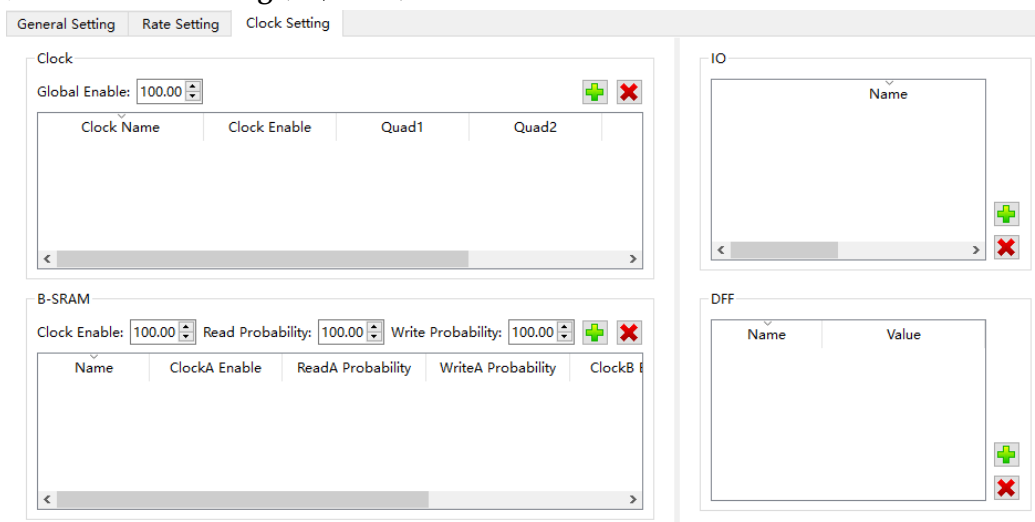 General Setting Rate Setting Clock Setting
Clock
Global Enable: 100.00
Clock Name Clock Enable Quad1 Quad2
B-SRAM
Clock Enable: 100.00 Read Probability: 100.00 Write Probability: 100.00
Name ClockA Enable ReadA Probability WriteA Probability ClockB
IO
Name
DFF
Name Value